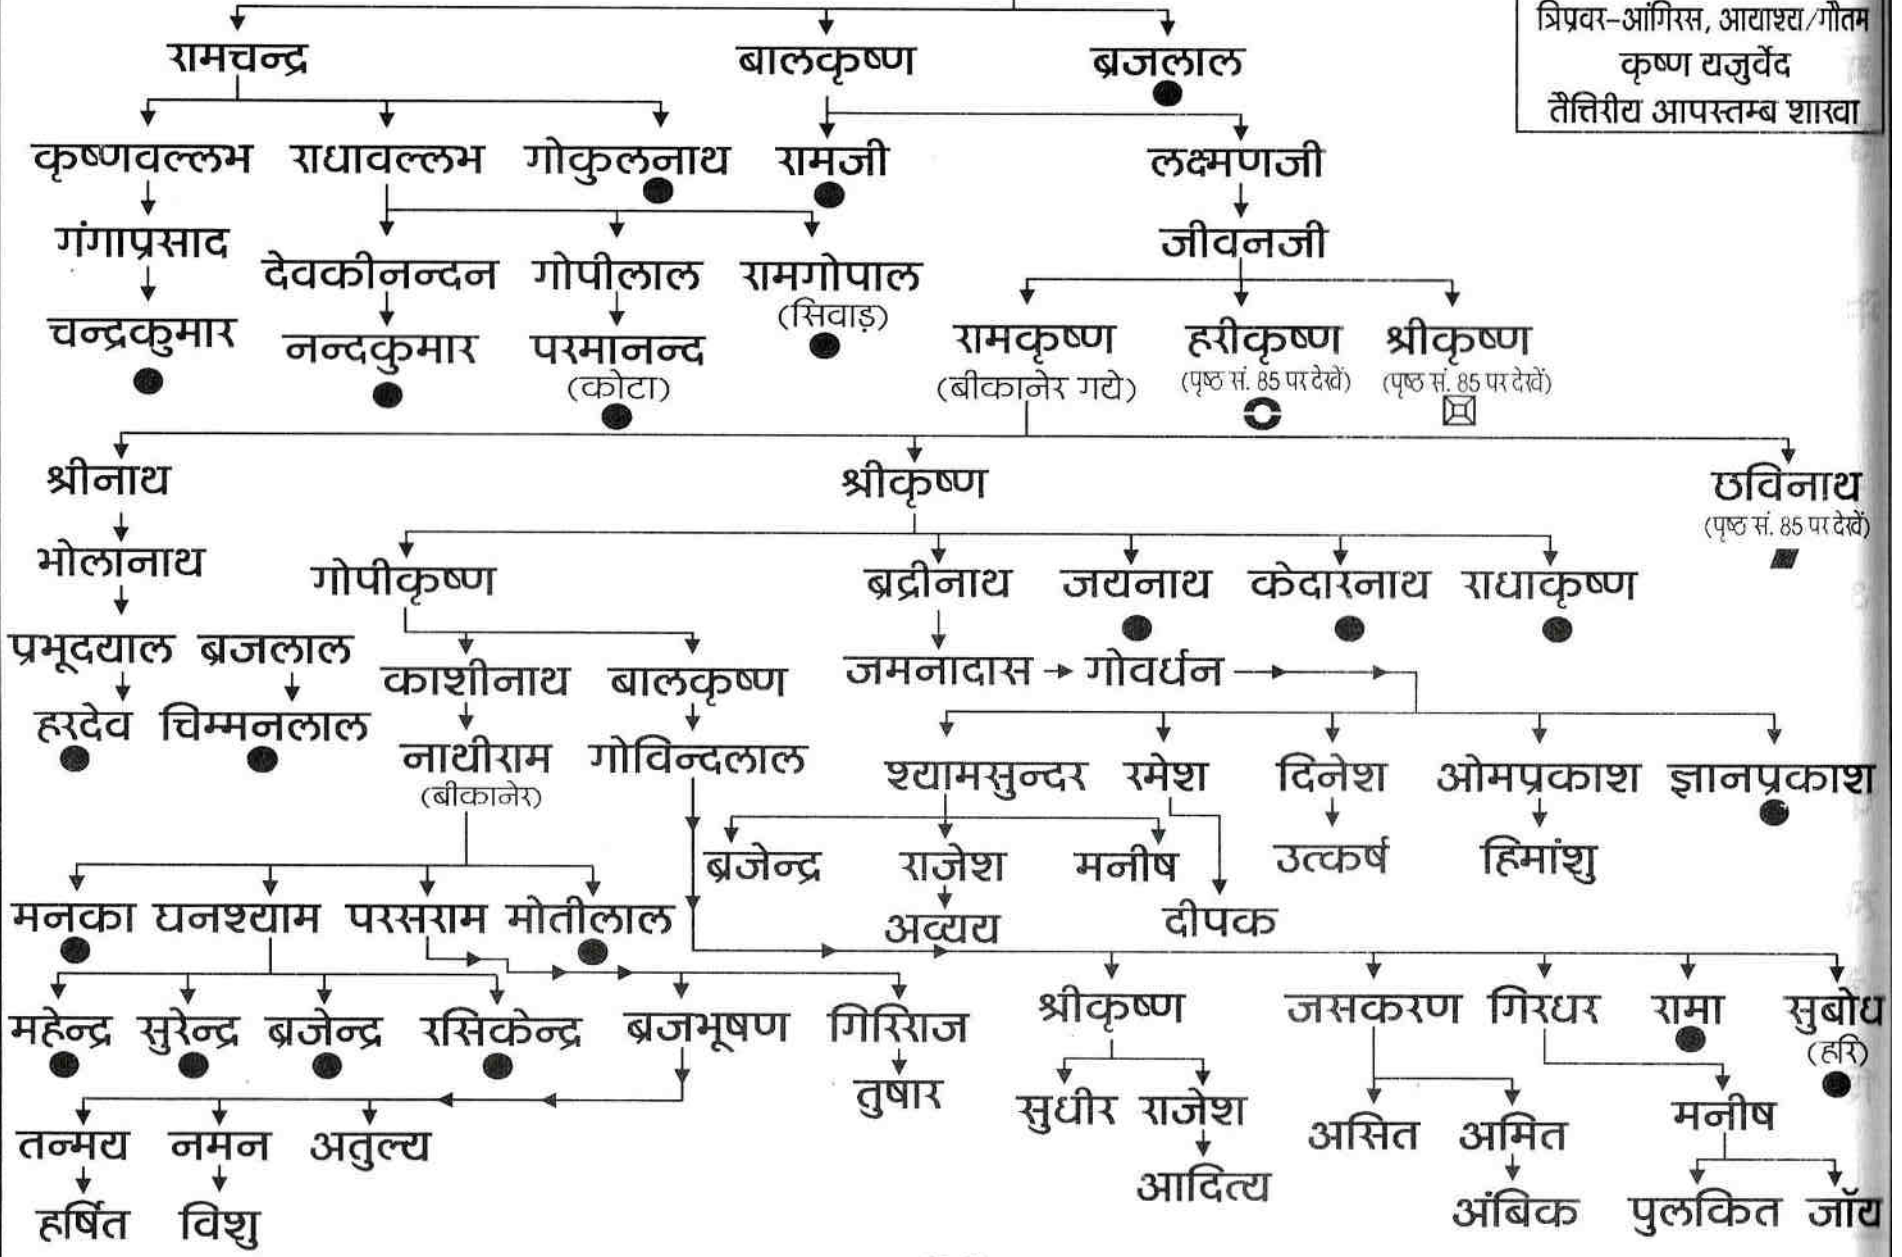 त्रिप्रवर-आंगिरस, आयाश्य/गौतम
कृष्ण यजुर्वेद
तैत्तिरीय आपस्तम्ब शाखा
रामचन्द्र बालकृष्ण ब्रजलाल
कृष्णवल्लभ राधावल्लभ गोकुलनाथ रामजी लक्ष्मणजी
गंगाप्रसाद जीवनजी
देवकीनन्दन गोपीलाल रामगोपाल
(सिवाड़)
चन्द्रकुमार नन्दकुमार परमानन्द रामकृष्ण हरीकृष्ण श्रीकृष्ण
(कोटा) (बीकानेर गये) (पृष्ठ सं. 85 पर देखें) (पृष्ठ सं. 85 पर देखें)
श्रीनाथ श्रीकृष्ण छविनाथ
(पृष्ठ सं. 85 पर देखें)
भोलानाथ गोपीकृष्ण बद्रीनाथ जयनाथ केदारनाथ राधाकृष्ण
प्रभूदयाल ब्रजलाल काशीनाथ बालकृष्ण जमनादास गोवर्धन
हरदेव चिम्मनलाल नाथीराम गोविन्दलाल श्यामसुन्दर रमेश दिनेश ओमप्रकाश ज्ञानप्रकाश
(बीकानेर)
ब्रजेन्द्र राजेश मनीष उत्कर्ष हिमांशु
मनका घनश्याम परसराम मोतीलाल अव्यय दीपक
महेन्द्र सुरेन्द्र ब्रजेन्द्र रसिकेन्द्र ब्रजभूषण गिरिराज श्रीकृष्ण जसकरण गिरधर रामा सुबोध
(हरि)
तुषार सुधीर राजेश असित अमित मनीष
तन्मय नमन अतुल्य आदित्य
हर्षित विशु अंबिक पुलकित जॉय